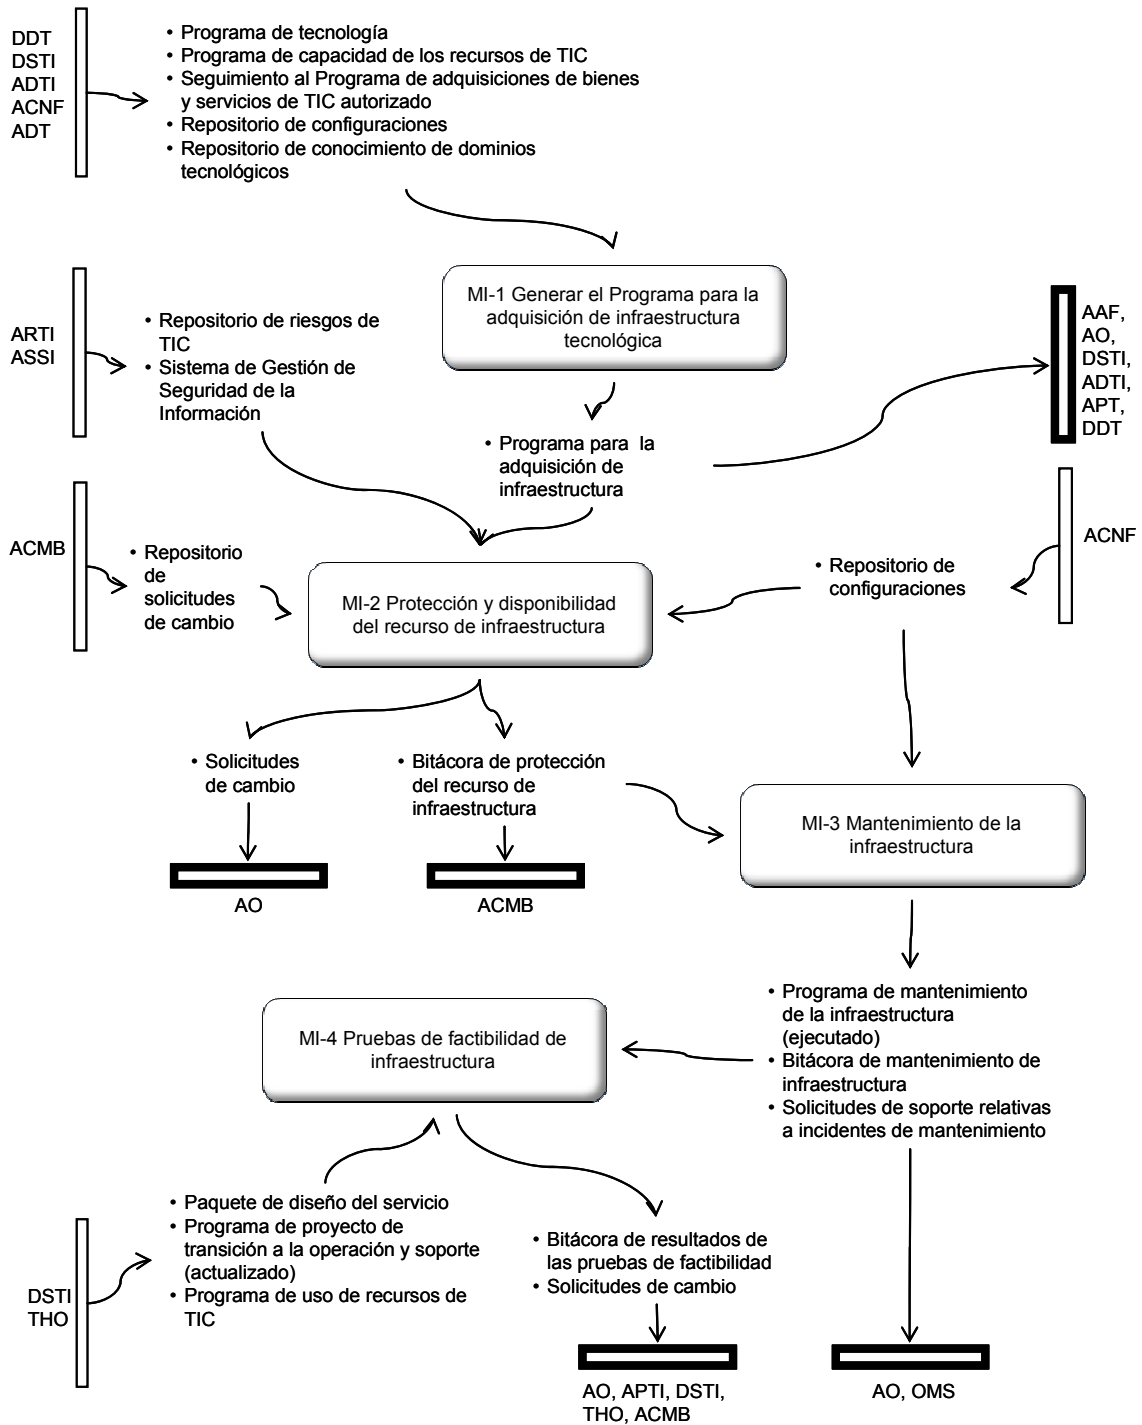 DDT
DSTI
ADTI
ACNF
ADT
• Programa de tecnología
• Programa de capacidad de los recursos de TIC
• Seguimiento al Programa de adquisiciones de bienes
y servicios de TIC autorizado
• Repositorio de configuraciones
• Repositorio de conocimiento de dominios
tecnológicos
MI-1 Generar el Programa para la
adquisición de infraestructura
tecnológica
ARTI
ASSI
• Repositorio de riesgos de
TIC
• Sistema de Gestión de
Seguridad de la
Información
AAF,
AO,
DSTI,
ADTI,
APT,
DDT
• Programa para la
adquisición de
infraestructura
ACMB
• Repositorio
de
solicitudes
de cambio
MI-2 Protección y disponibilidad
del recurso de infraestructura
• Repositorio de
configuraciones
ACNF
• Solicitudes
de cambio
• Bitácora de protección
del recurso de
infraestructura
AO
ACMB
MI-3 Mantenimiento de la
infraestructura
MI-4 Pruebas de factibilidad de
infraestructura
• Programa de mantenimiento
de la infraestructura
(ejecutado)
• Bitácora de mantenimiento de
infraestructura
• Solicitudes de soporte relativas
a incidentes de mantenimiento
DSTI
THO
• Paquete de diseño del servicio
• Programa de proyecto de
transición a la operación y soporte
(actualizado)
• Programa de uso de recursos de
TIC
• Bitácora de resultados de
las pruebas de factibilidad
• Solicitudes de cambio
AO, APTI, DSTI,
THO, ACMB
AO, OMS